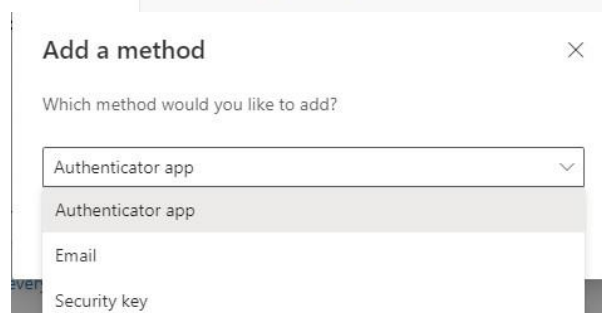 Add a method
Which method would you like to add?
Authenticator app
Authenticator app
Email
Security key